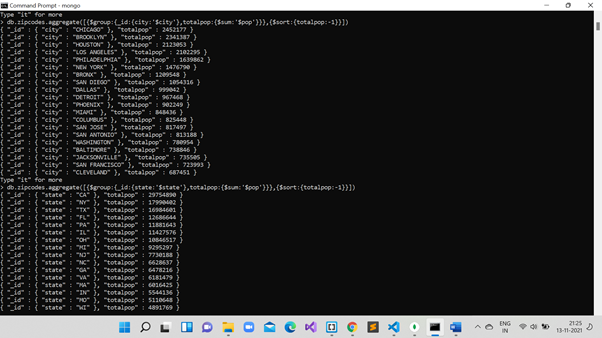 Command Prompt - mongo
Type "it" for more
> db.zipcodes.aggregate([{$group:{_id:{city:'$city'},totalpop:{$sum:'$pop'}}},{$sort:{totalpop:-1}}])
{ "_id" : { "city" : "CHICAGO" }, "totalpop" : 2452177 }
{ "_id" : { "city" : "BROOKLYN" }, "totalpop" : 2341387 }
{ "_id" : { "city" : "HOUSTON" }, "totalpop" : 2123053 }
{ "_id" : { "city" : "LOS ANGELES" }, "totalpop" : 2102295 }
{ "_id" : { "city" : "PHILADELPHIA" }, "totalpop" : 1639862 }
{ "_id" : { "city" : "NEW YORK" }, "totalpop" : 1476790 }
{ "_id" : { "city" : "BRONX" }, "totalpop" : 1209548 }
{ "_id" : { "city" : "SAN DIEGO" }, "totalpop" : 1054316 }
{ "_id" : { "city" : "DALLAS" }, "totalpop" : 999042 }
{ "_id" : { "city" : "DETROIT" }, "totalpop" : 967468 }
{ "_id" : { "city" : "PHOENIX" }, "totalpop" : 902249 }
{ "_id" : { "city" : "MIAMI" }, "totalpop" : 848436 }
{ "_id" : { "city" : "COLUMBUS" }, "totalpop" : 825448 }
{ "_id" : { "city" : "SAN JOSE" }, "totalpop" : 817497 }
{ "_id" : { "city" : "SAN ANTONIO" }, "totalpop" : 813188 }
{ "_id" : { "city" : "WASHINGTON" }, "totalpop" : 780954 }
{ "_id" : { "city" : "BALTIMORE" }, "totalpop" : 738846 }
{ "_id" : { "city" : "JACKSONVILLE" }, "totalpop" : 735505 }
{ "_id" : { "city" : "SAN FRANCISCO" }, "totalpop" : 723993 }
{ "_id" : { "city" : "CLEVELAND" }, "totalpop" : 687451 }
Type "it" for more
> db.zipcodes.aggregate([{$group:{_id:{state:'$state'},totalpop:{$sum:'$pop'}}},{$sort:{totalpop:-1}}])
{ "_id" : { "state" : "CA" }, "totalpop" : 29754890 }
{ "_id" : { "state" : "NY" }, "totalpop" : 17990402 }
{ "_id" : { "state" : "TX" }, "totalpop" : 16984601 }
{ "_id" : { "state" : "FL" }, "totalpop" : 12686644 }
{ "_id" : { "state" : "PA" }, "totalpop" : 11881643 }
{ "_id" : { "state" : "IL" }, "totalpop" : 11427576 }
{ "_id" : { "state" : "OH" }, "totalpop" : 10846517 }
{ "_id" : { "state" : "MI" }, "totalpop" : 9295297 }
{ "_id" : { "state" : "NJ" }, "totalpop" : 7730188 }
{ "_id" : { "state" : "NC" }, "totalpop" : 6628637 }
{ "_id" : { "state" : "GA" }, "totalpop" : 6478216 }
{ "_id" : { "state" : "VA" }, "totalpop" : 6181479 }
{ "_id" : { "state" : "MA" }, "totalpop" : 6016425 }
{ "_id" : { "state" : "IN" }, "totalpop" : 5544136 }
{ "_id" : { "state" : "MO" }, "totalpop" : 5110648 }
{ "_id" : { "state" : "WI" }, "totalpop" : 4891769 }
ENG
IN
21:25
13-11-2021